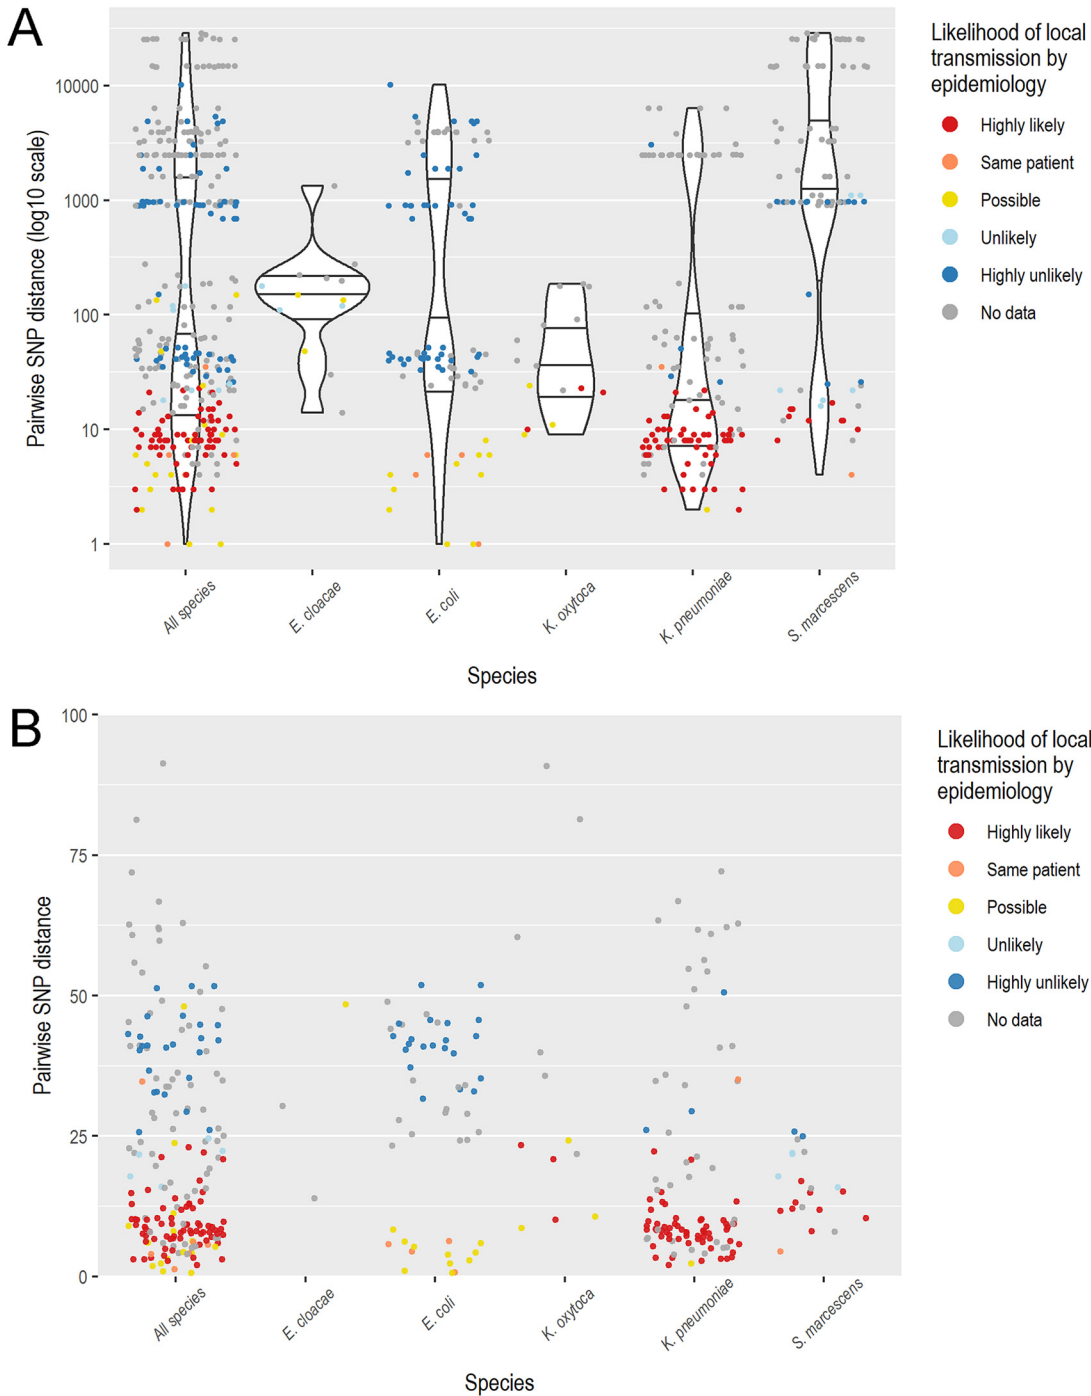 A
Pairwise SNP distance (log10 scale)
10000
1000
100
10
1
All species
E. cloacae
E. coli
K. oxytoca
K. pneumoniae
S. marcescens
Species
Likelihood of local
transmission by
epidemiology
Highly likely
Same patient
Possible
Unlikely
Highly unlikely
No data
B
Pairwise SNP distance
100
75
50
25
0
All species
E. cloacae
E. coli
K. oxytoca
K. pneumoniae
S. marcescens
Species
Likelihood of local
transmission by
epidemiology
Highly likely
Same patient
Possible
Unlikely
Highly unlikely
No data